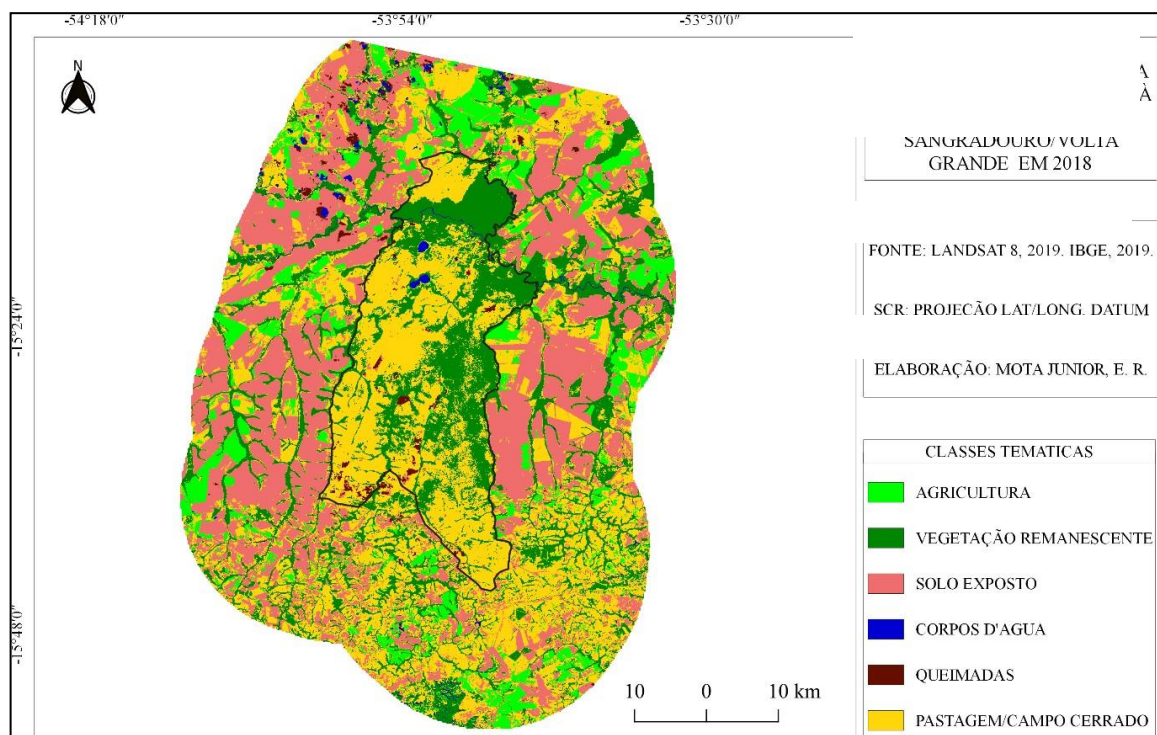 -54°18'0"
-53°54'0"
-53°30'0"
N
-15°24'0"
-15°48'0"
A
À
SANGRADOURO/VOLTA
GRANDE EM 2018
FONTE: LANDSAT 8, 2019. IBGE, 2019.
SCR: PROJEÇÃO LAT/LONG. DATUM
ELABORAÇÃO: MOTA JUNIOR, E. R.
CLASSES TEMATICAS
AGRICULTURA
VEGETAÇÃO REMANESCENTE
SOLO EXPOSTO
CORPOS D'AGUA
QUEIMADAS
PASTAGEM/CAMPO CERRADO
10 0 10 km